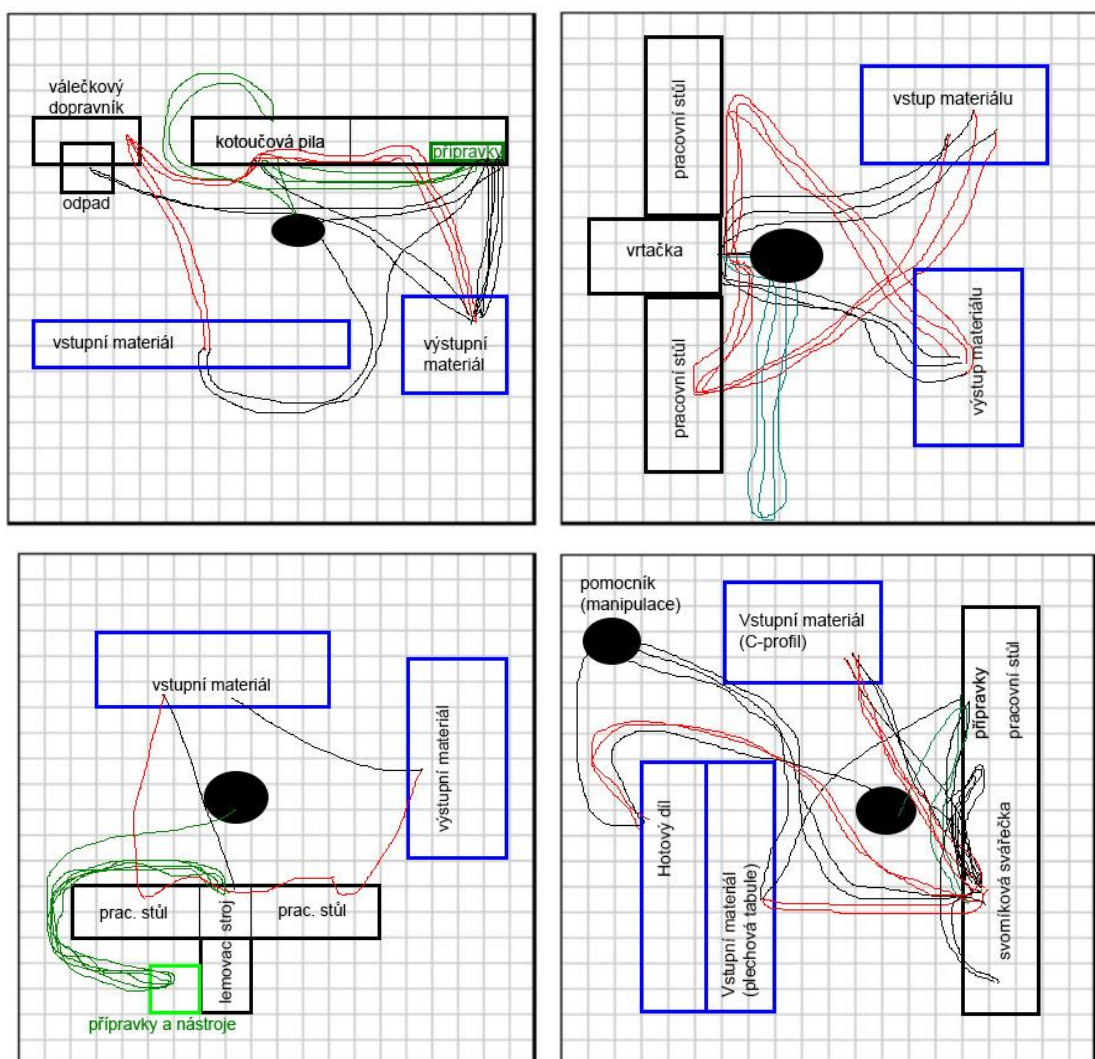 válečkový
dopravník
kotoučová pila
přípravky
odpad
vstupní materiál
výstupní
materiál
pracovní stůl
vstup materiálu
vrtačka
pracovní stůl
výstup materiálu
vstupní materiál
výstupní materiál
prac. stůl
lemovací stroj
prac. stůl
přípravky a nástroje
pomocník
(manipulace)
Vstupní materiál
(C-profil)
přípravky
pracovní stůl
Hotový díl
Vstupní materiál
(plechová tabule)
svorníková svářečka